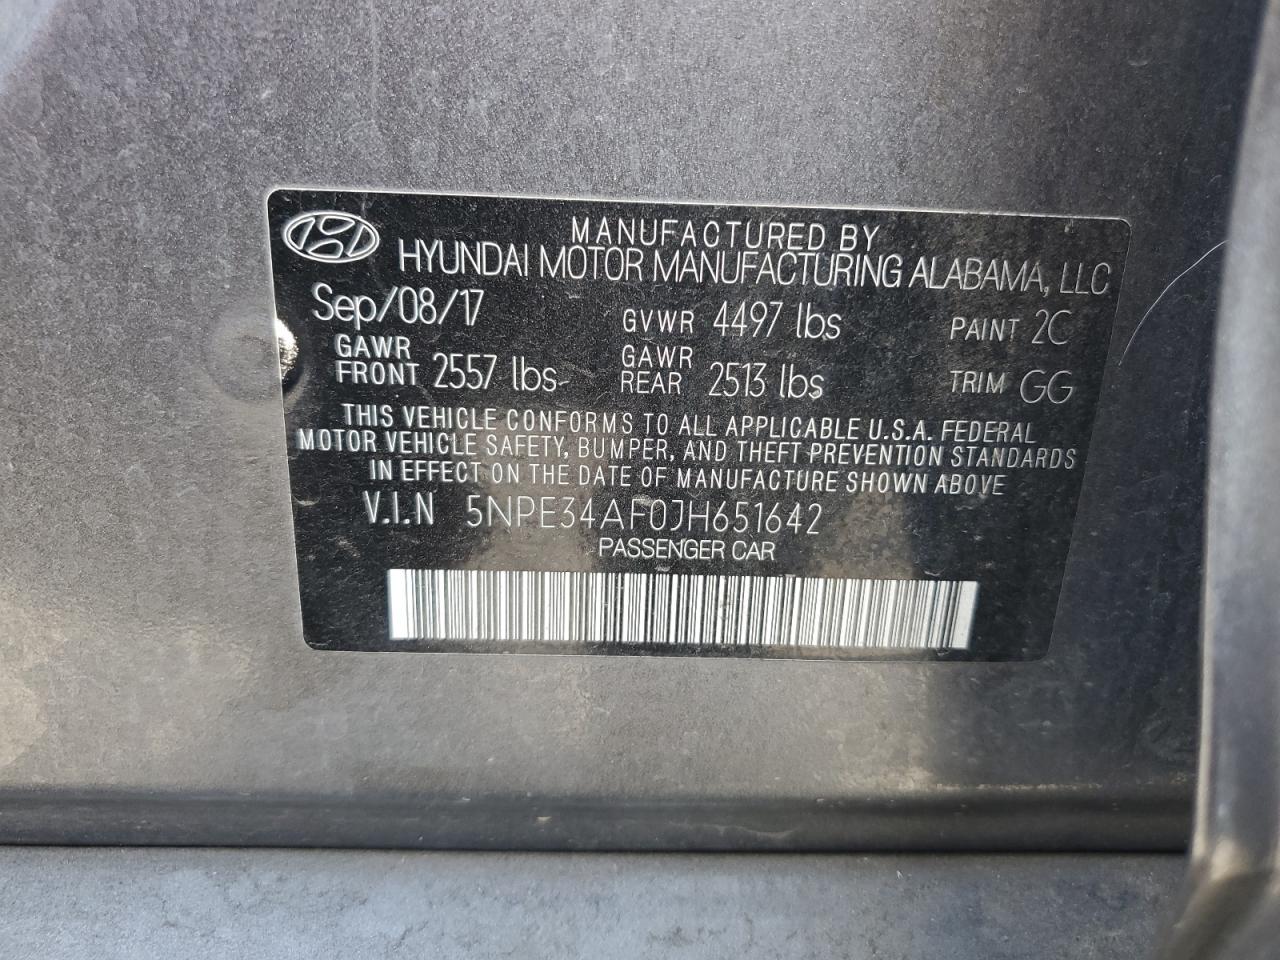 MANUFACTURED BY
HYUNDAI MOTOR MANUFACTURING ALABAMA, LLC
Sep/08/17 GVWR 4497 lbs PAINT 2C
GAWR FRONT 2557 lbs GAWR REAR 2513 lbs TRIM GG
THIS VEHICLE CONFORMS TO ALL APPLICABLE U.S.A. FEDERAL
MOTOR VEHICLE SAFETY, BUMPER, AND THEFT PREVENTION STANDARDS
IN EFFECT ON THE DATE OF MANUFACTURE SHOWN ABOVE
V.I.N 5NPE34AF0JH651642
PASSENGER CAR